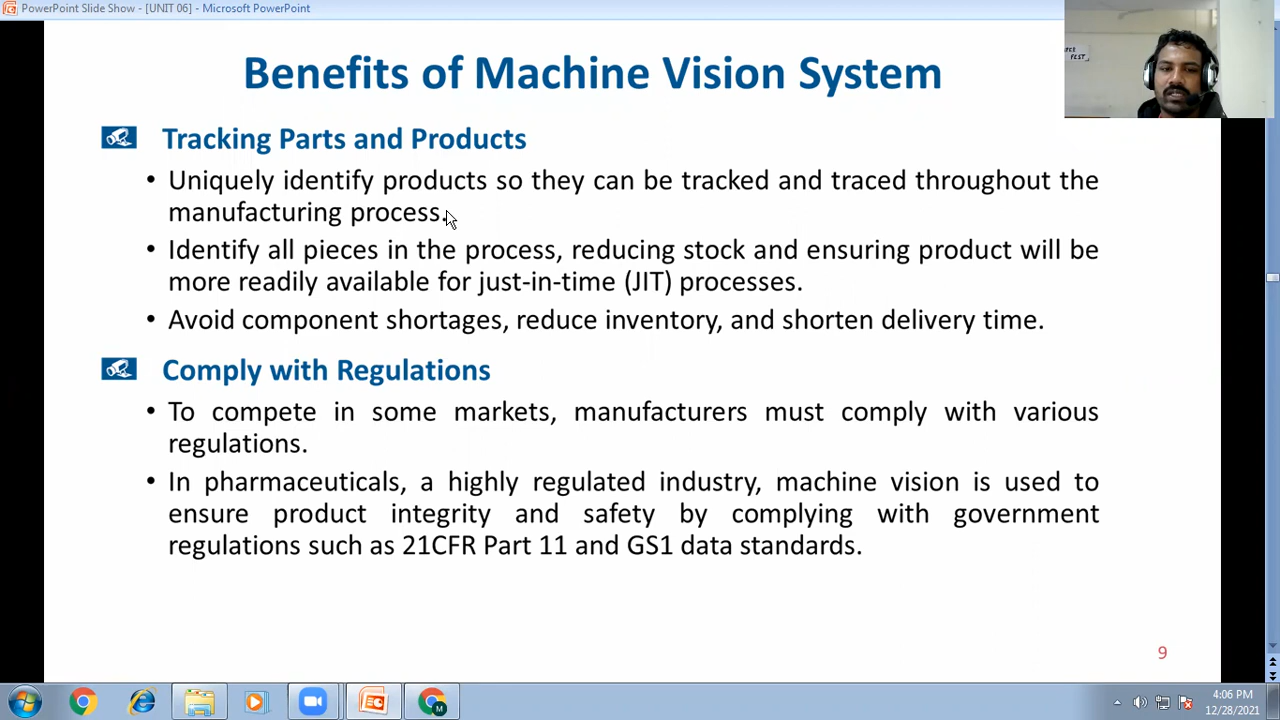 PowerPoint Slide Show - [UNIT 06] - Microsoft PowerPoint
Benefits of Machine Vision System
Tracking Parts and Products
• Uniquely identify products so they can be tracked and traced throughout the
manufacturing process.
• Identify all pieces in the process, reducing stock and ensuring product will be
more readily available for just-in-time (JIT) processes.
• Avoid component shortages, reduce inventory, and shorten delivery time.
Comply with Regulations
• To compete in some markets, manufacturers must comply with various
regulations.
• In pharmaceuticals, a highly regulated industry, machine vision is used to
ensure product integrity and safety by complying with government
regulations such as 21CFR Part 11 and GS1 data standards.
9
M
4:06 PM
12/28/2021